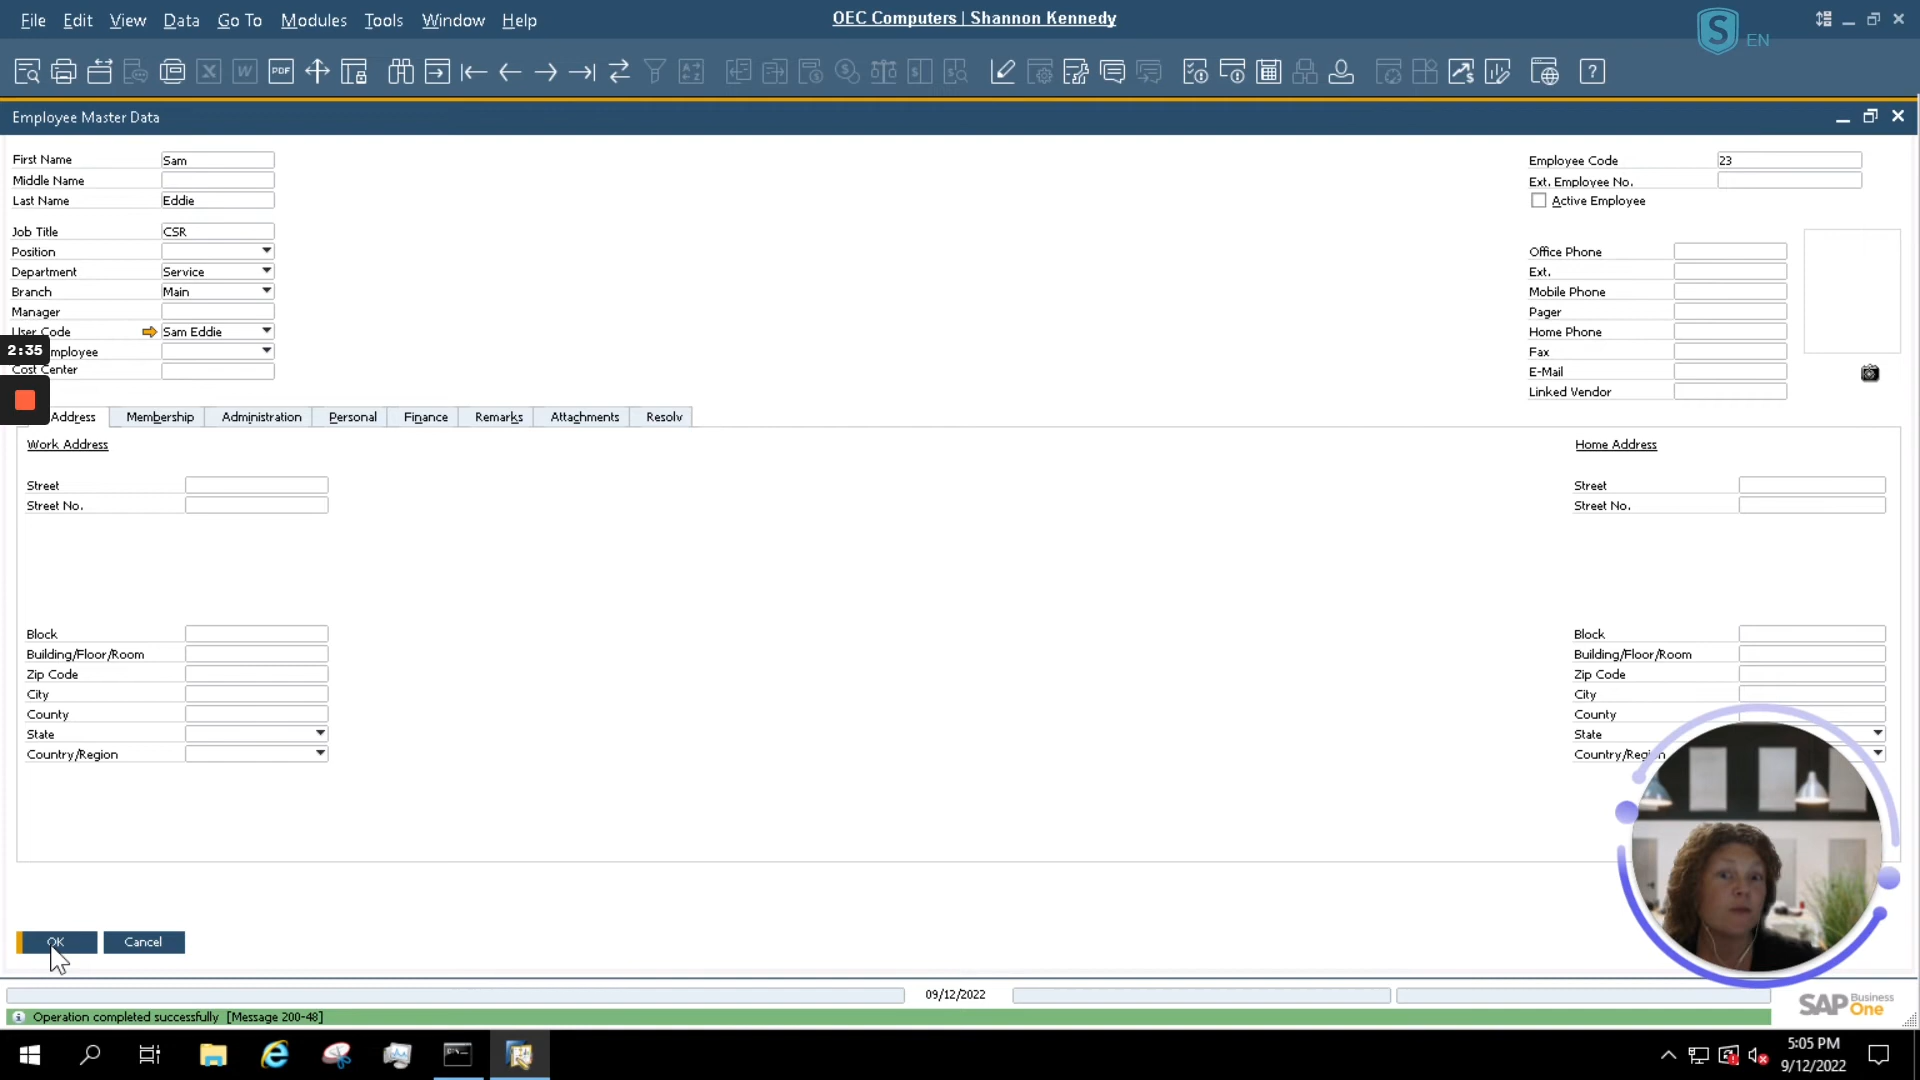 File Edit View Data Go To Modules Tools Window Help
OEC Computers | Shannon Kennedy
S EN
PDF
Employee Master Data
First Name Sam
Middle Name
Last Name Eddie
Job Title CSR
Position
Department Service
Branch Main
Manager
User Code Sam Eddie
2:35
mployee
Cost Center
Employee Code 23
Ext. Employee No.
Active Employee
Office Phone
Ext.
Mobile Phone
Pager
Home Phone
Fax
E-Mail
Linked Vendor
Address Membership Administration Personal Finance Remarks Attachments Resolv
Work Address
Street
Street No.
Block
Building/Floor/Room
Zip Code
City
County
State
Country/Region
Home Address
Street
Street No.
Block
Building/Floor/Room
Zip Code
City
County
State
Country/Region
OK Cancel
09/12/2022
Operation completed successfully [Message 200-48]
SAP Business One
5:05 PM
9/12/2022